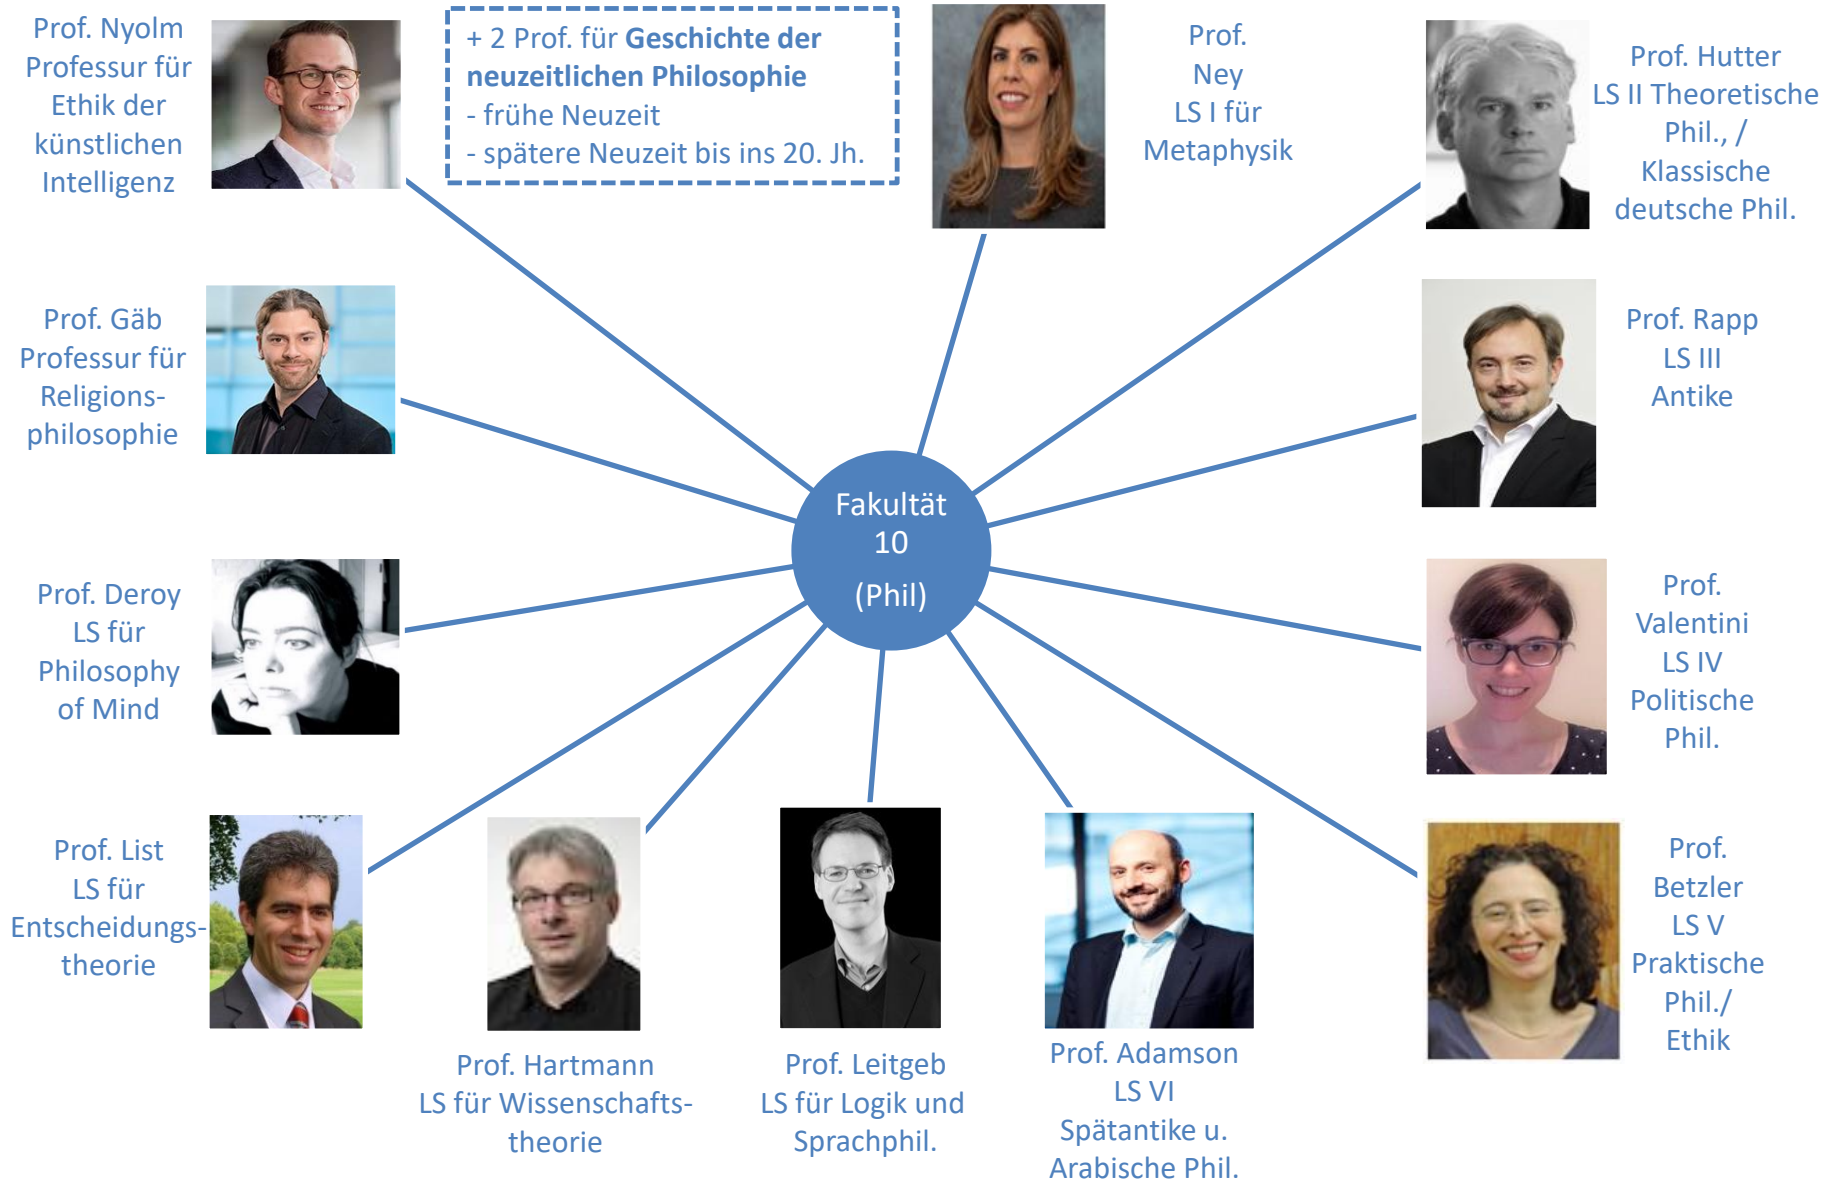 Prof. Nyolm
Professur für
Ethik der
künstlichen
Intelligenz
+ 2 Prof. für Geschichte der
neuzeitlichen Philosophie
- frühe Neuzeit
- spätere Neuzeit bis ins 20. Jh.
Prof.
Ney
LS I für
Metaphysik
Prof. Hutter
LS II Theoretische
Phil., /
Klassische
deutsche Phil.
Prof. Gäb
Professur für
Religions-
philosophie
Prof. Rapp
LS III
Antike
Fakultät
10
(Phil)
Prof. Deroy
LS für
Philosophy
of Mind
Prof.
Valentini
LS IV
Politische
Phil.
Prof. List
LS für
Entscheidungs-
theorie
Prof. Hartmann
LS für Wissenschafts-
theorie
Prof. Leitgeb
LS für Logik und
Sprachphil.
Prof. Adamson
LS VI
Spätantike u.
Arabische Phil.
Prof.
Betzler
LS V
Praktische
Phil./
Ethik